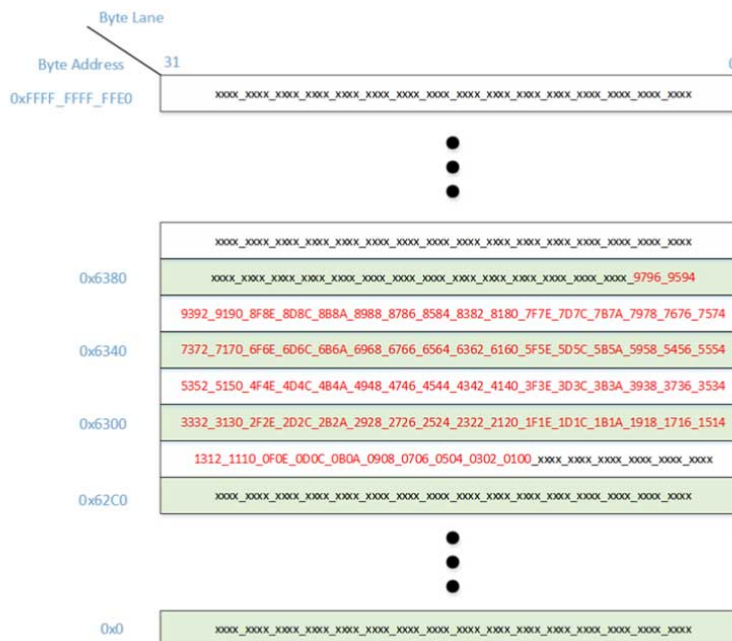 Byte Lane
Byte Address 31 0
0xFFFF_FFFF_FFE0 xxxx_xxxx_xxxx_xxxx_xxxx_xxxx_xxxx_xxxx_xxxx_xxxx_xxxx_xxxx_xxxx_xxxx_xxxx_xxxx
xxxx_xxxx_xxxx_xxxx_xxxx_xxxx_xxxx_xxxx_xxxx_xxxx_xxxx_xxxx_xxxx_xxxx_xxxx_xxxx
0x6380 xxxx_xxxx_xxxx_xxxx_xxxx_xxxx_xxxx_xxxx_xxxx_xxxx_xxxx_xxxx_xxxx_xxxx_9796_9594
9392_9190_8F8E_8D8C_8B8A_8988_8786_8584_8382_8180_7F7E_7D7C_7B7A_7978_7676_7574
0x6340 7372_7170_6F6E_6D6C_6B6A_6968_6766_6564_6362_6160_5F5E_5D5C_5B5A_5958_5456_5554
5352_5150_4F4E_4D4C_4B4A_4948_4746_4544_4342_4140_3F3E_3D3C_3B3A_3938_3736_3534
0x6300 3332_3130_2F2E_2D2C_2B2A_2928_2726_2524_2322_2120_1F1E_1D1C_1B1A_1918_1716_1514
1312_1110_0F0E_0D0C_0B0A_0908_0706_0504_0302_0100_xxxx_xxxx_xxxx_xxxx_xxxx_xxxx
0x62C0 xxxx_xxxx_xxxx_xxxx_xxxx_xxxx_xxxx_xxxx_xxxx_xxxx_xxxx_xxxx_xxxx_xxxx_xxxx_xxxx
0x0 xxxx_xxxx_xxxx_xxxx_xxxx_xxxx_xxxx_xxxx_xxxx_xxxx_xxxx_xxxx_xxxx_xxxx_xxxx_xxxx